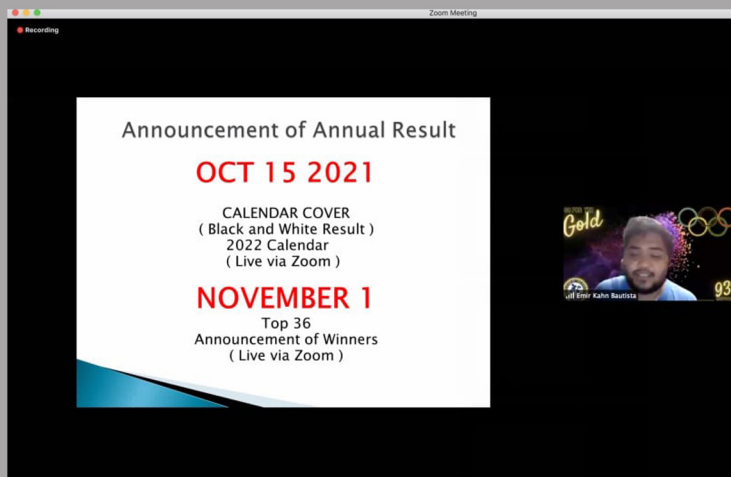 Zoom Meeting
Recording
Announcement of Annual Result
OCT 15 2021
CALENDAR COVER
( Black and White Result )
2022 Calendar
( Live via Zoom )
NOVEMBER 1
Top 36
Announcement of Winners
( Live via Zoom )
Gold
93
Emir Kahn Bautista